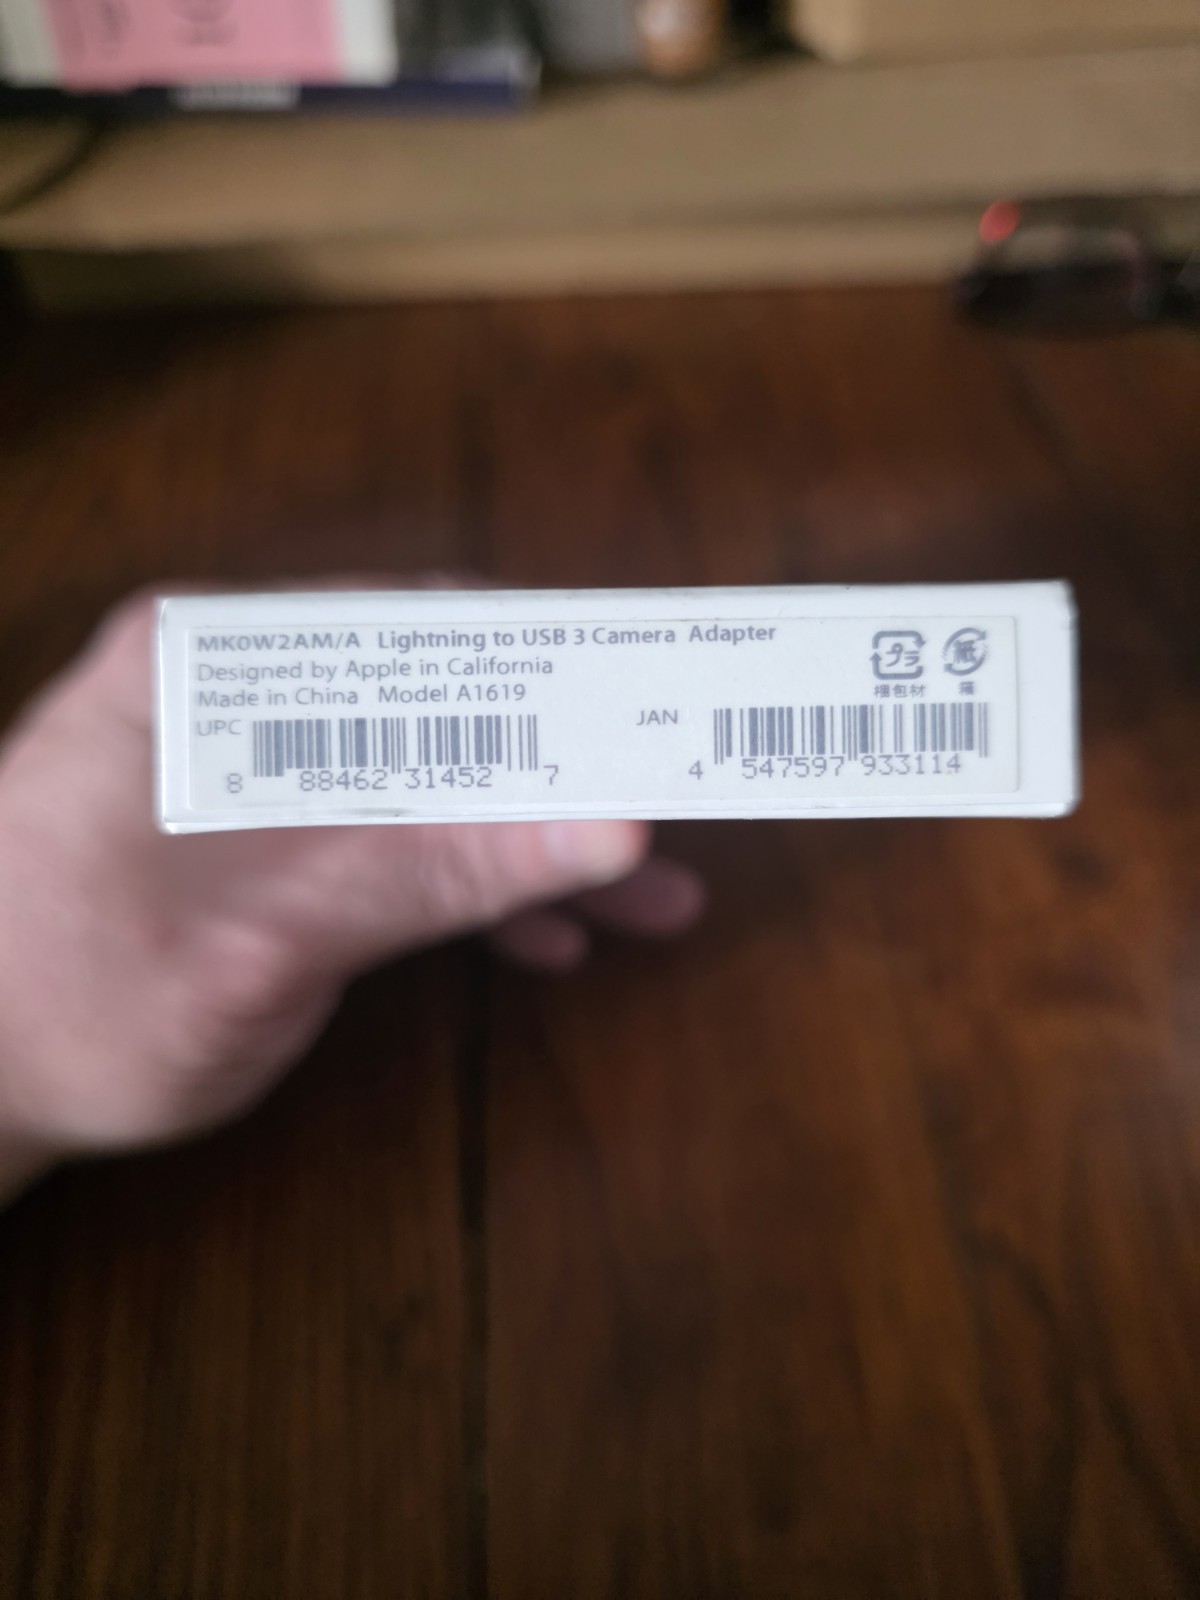 MK0W2AM/A Lightning to USB 3 Camera Adapter
Designed by Apple in California
Made in China Model A1619
プラ 紙
梱包材 箱
UPC JAN
8 88462 31452 7
4 547597 933114